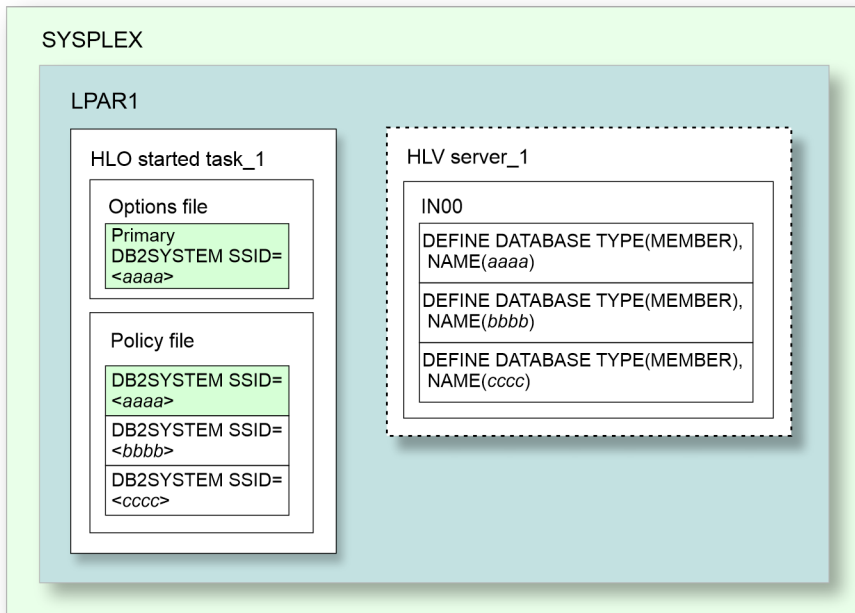 SYSPLEX
LPAR1
HLO started task_1
Options file
Primary
DB2SYSTEM SSID=
<aaaa>
Policy file
DB2SYSTEM SSID=
<aaaa>
DB2SYSTEM SSID=
<bbbb>
DB2SYSTEM SSID=
<cccc>
HLV server_1
IN00
DEFINE DATABASE TYPE(MEMBER),
NAME(aaaa)
DEFINE DATABASE TYPE(MEMBER),
NAME(bbbb)
DEFINE DATABASE TYPE(MEMBER),
NAME(cccc)